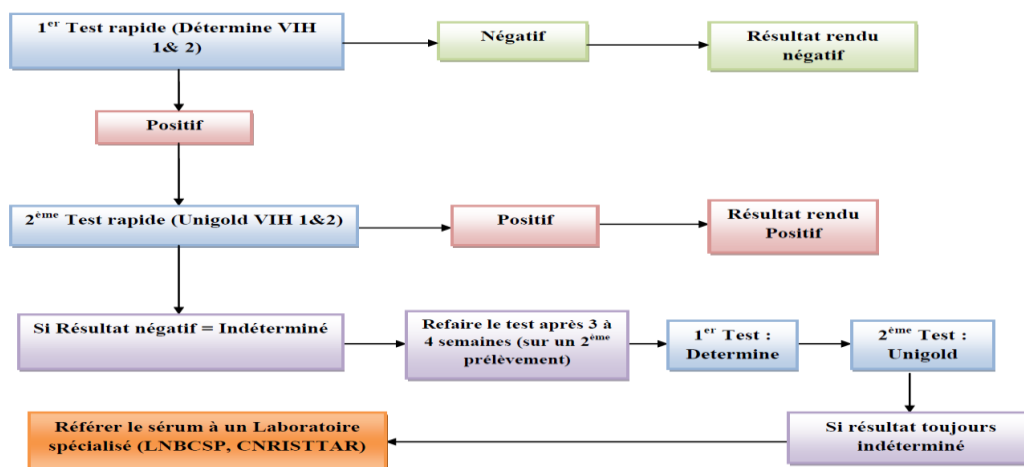 1er Test rapide (Détermine VIH
1& 2)
Négatif
Résultat rendu
négatif
Positif
2ème Test rapide (Unigold VIH 1&2)
Positif
Résultat rendu
Positif
Si Résultat négatif = Indéterminé
Refaire le test après 3 à
4 semaines (sur un 2ème
prélèvement)
1er Test :
Determine
2ème Test :
Unigold
Si résultat toujours
indéterminé
Référer le sérum à un Laboratoire
spécialisé (LNBCSP, CNRISTTAR)